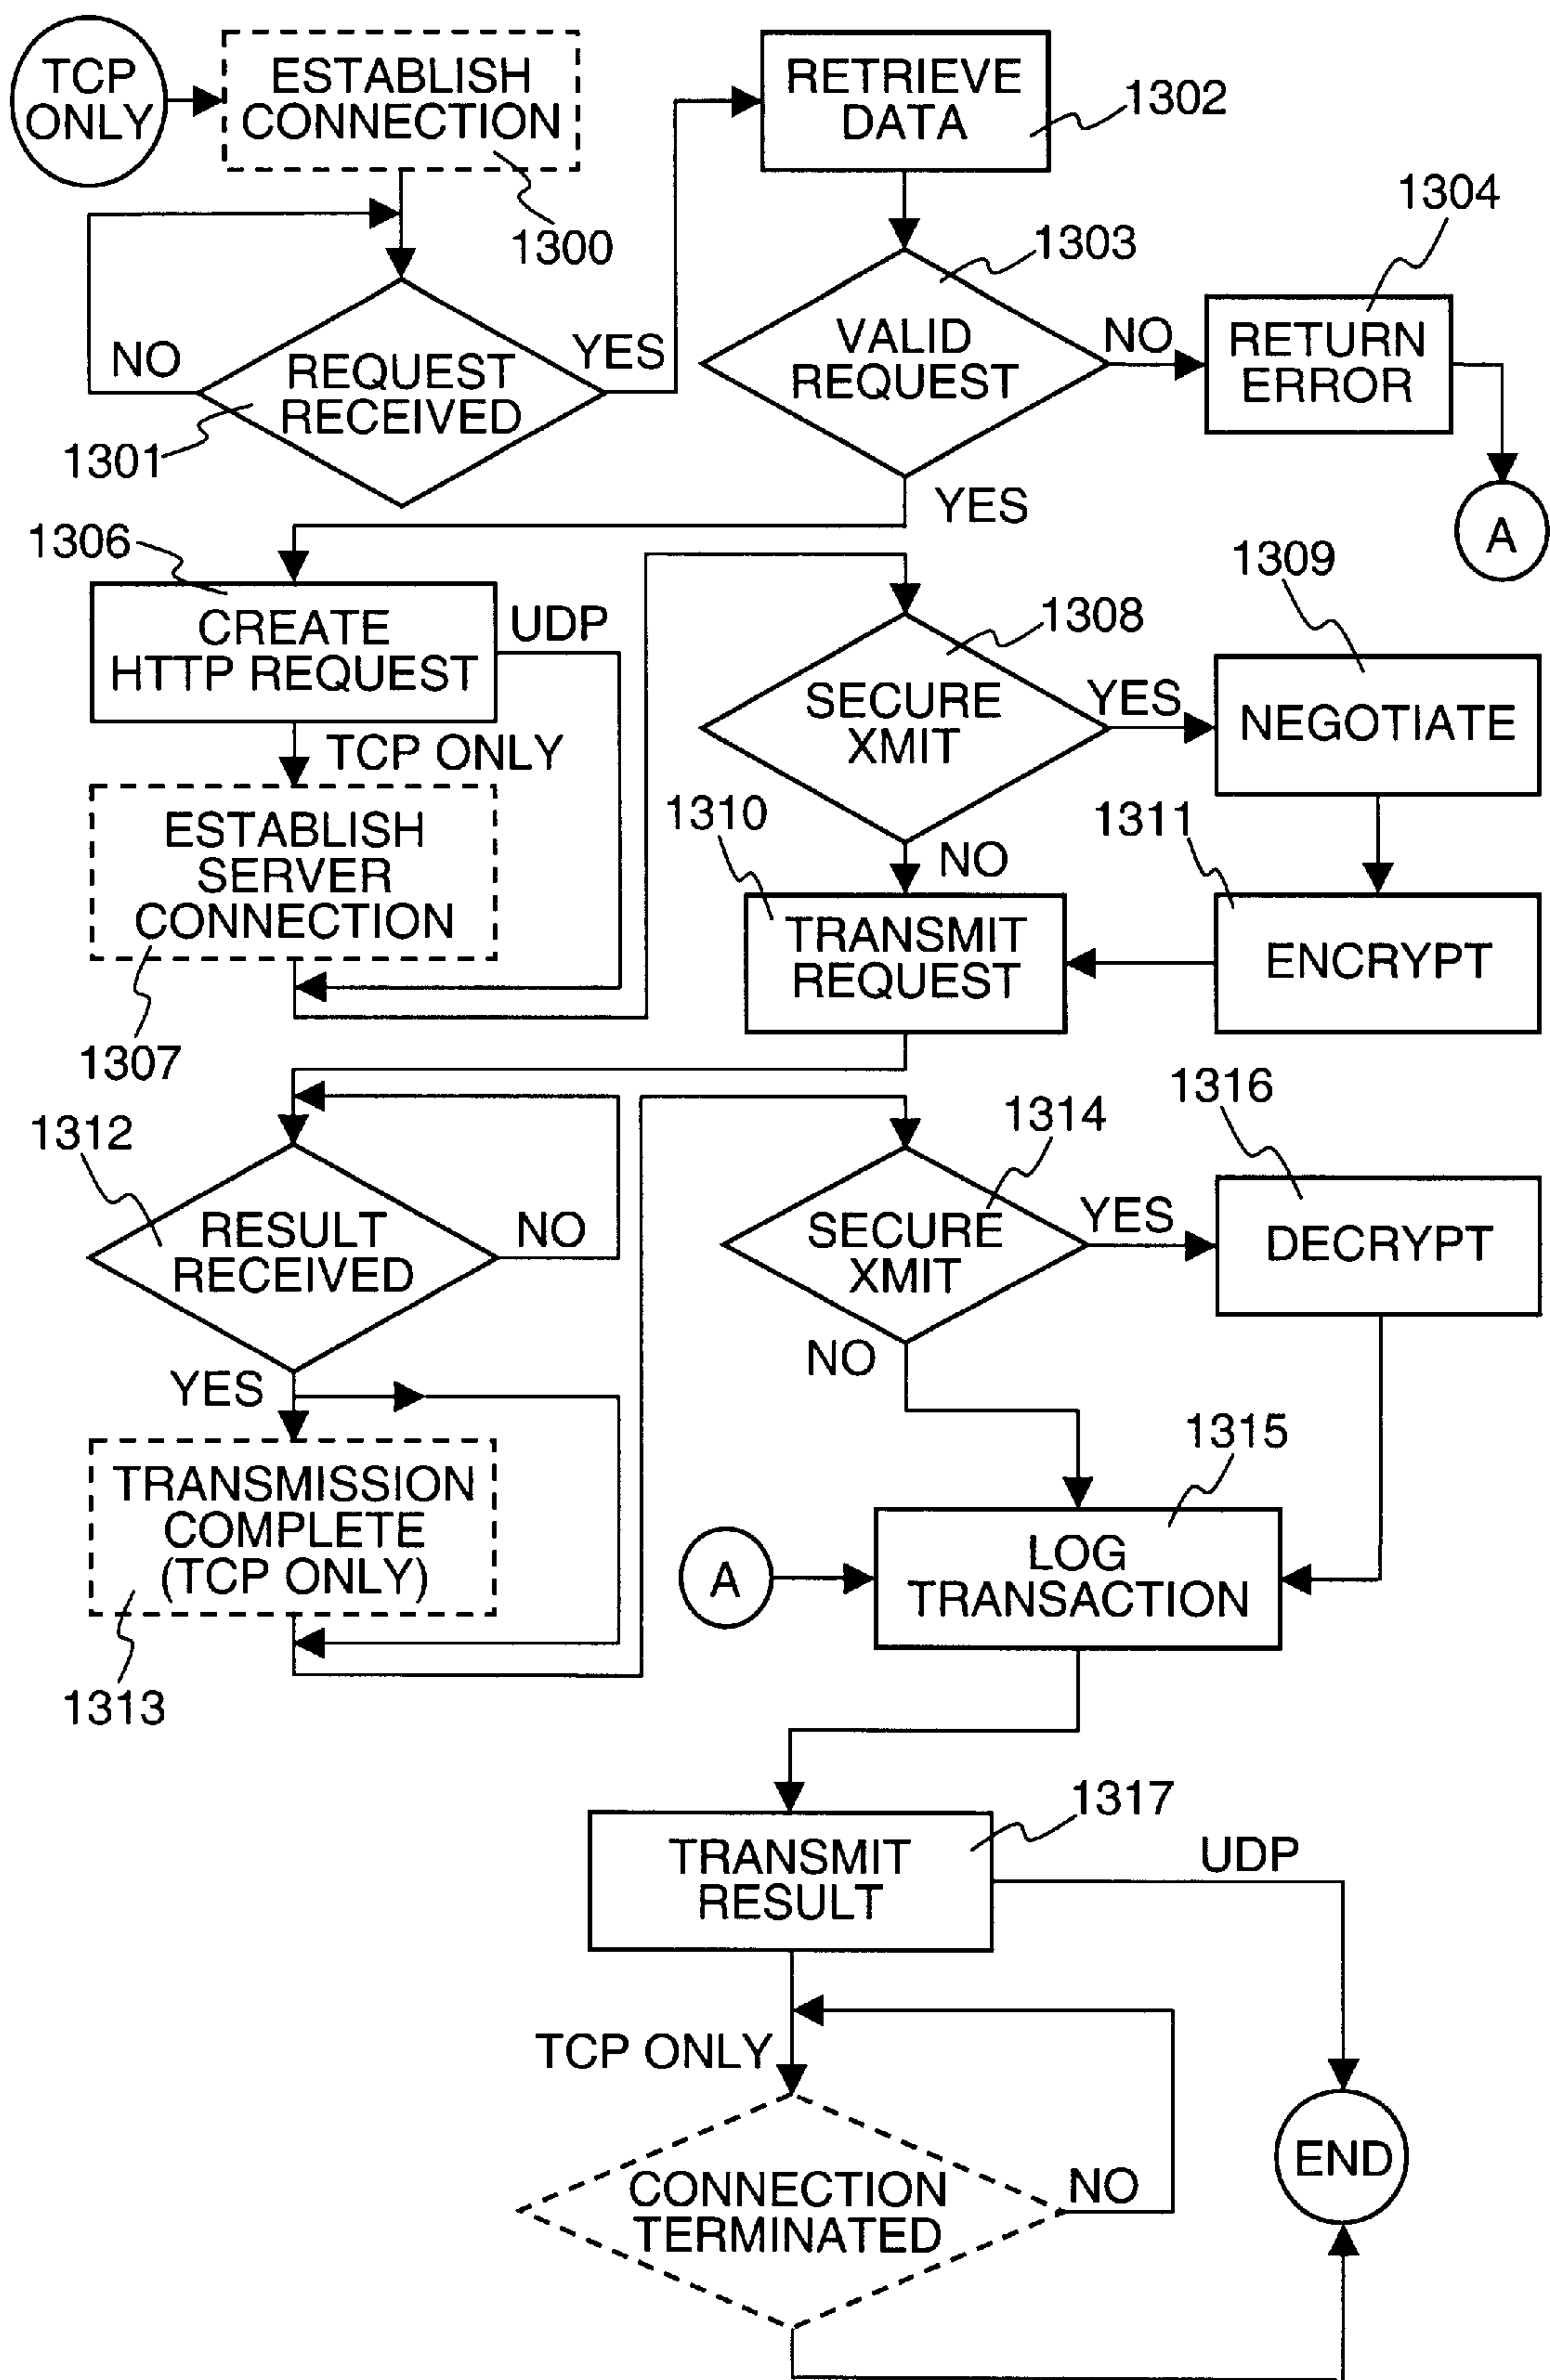 TCP
ONLY
ESTABLISH
CONNECTION
1300
RETRIEVE
DATA
1302
1304
1303
NO
REQUEST
RECEIVED
YES
1301
VALID
REQUEST
NO
RETURN
ERROR
YES
A
1306
CREATE
HTTP REQUEST
UDP
TCP ONLY
ESTABLISH
SERVER
CONNECTION
1307
1308
SECURE
XMIT
YES
1309
NEGOTIATE
1310
NO
1311
TRANSMIT
REQUEST
ENCRYPT
1312
RESULT
RECEIVED
NO
YES
TRANSMISSION
COMPLETE
(TCP ONLY)
1313
1314
SECURE
XMIT
YES
1316
DECRYPT
NO
1315
A
LOG
TRANSACTION
1317
TRANSMIT
RESULT
UDP
TCP ONLY
CONNECTION
TERMINATED
NO
END